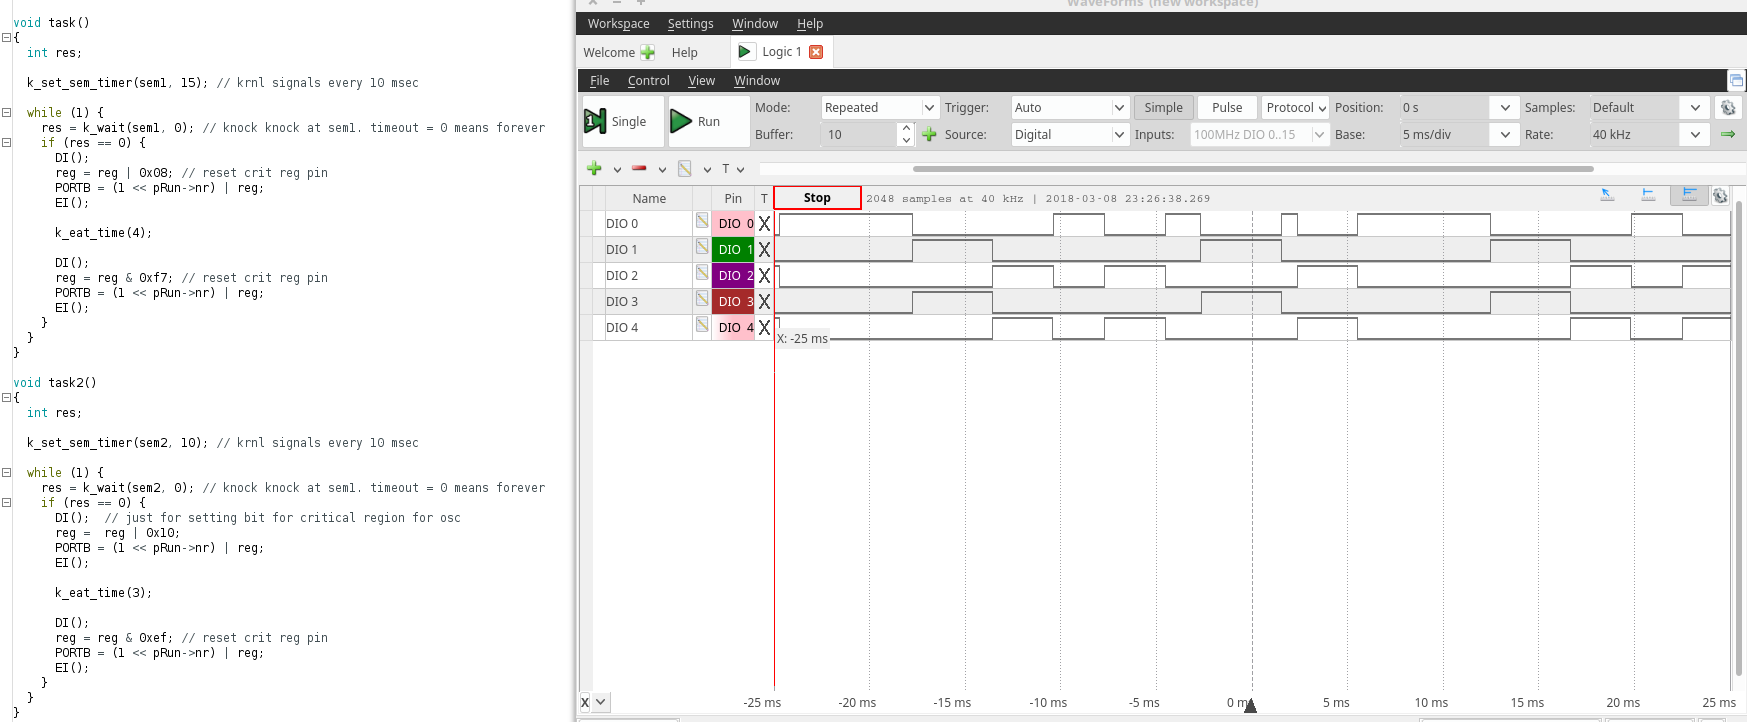 void task()
{
int res;
k_set_sem_timer(sem1, 15); // krnl signals every 10 msec
while (1) {
res = k_wait(sem1, 0); // knock knock at sem1. timeout = 0 means forever
if (res == 0) {
DI();
reg = reg | 0x08; // reset crit reg pin
PORTB = (1 << pRun->nr) | reg;
EI();
k_eat_time(4);
DI();
reg = reg & 0xf7; // reset crit reg pin
PORTB = (1 << pRun->nr) | reg;
EI();
}
}
}
void task2()
{
int res;
k_set_sem_timer(sem2, 10); // krnl signals every 10 msec
while (1) {
res = k_wait(sem2, 0); // knock knock at sem1. timeout = 0 means forever
if (res == 0) {
DI();  // just for setting bit for critical region for osc
reg =  reg | 0x10;
PORTB = (1 << pRun->nr) | reg;
EI();
k_eat_time(3);
DI();
reg = reg & 0xef; // reset crit reg pin
PORTB = (1 << pRun->nr) | reg;
EI();
}
}
}
WaveForms (new workspace)
Workspace Settings Window Help
Welcome Help Logic 1
File Control View Window
Single Run
Mode: Repeated Trigger: Auto Simple Pulse Protocol Position: 0 s Samples: Default
Buffer: 10 Source: Digital Inputs: 100MHz DIO 0..15 Base: 5 ms/div Rate: 40 kHz
T
Name Pin T Stop 2048 samples at 40 kHz | 2018-03-08 23:26:38.269
DIO 0 DIO 0 X
DIO 1 DIO 1 X
DIO 2 DIO 2 X
DIO 3 DIO 3 X
DIO 4 DIO 4 X
X: -25 ms
X -25 ms -20 ms -15 ms -10 ms -5 ms 0 ms 5 ms 10 ms 15 ms 20 ms 25 ms